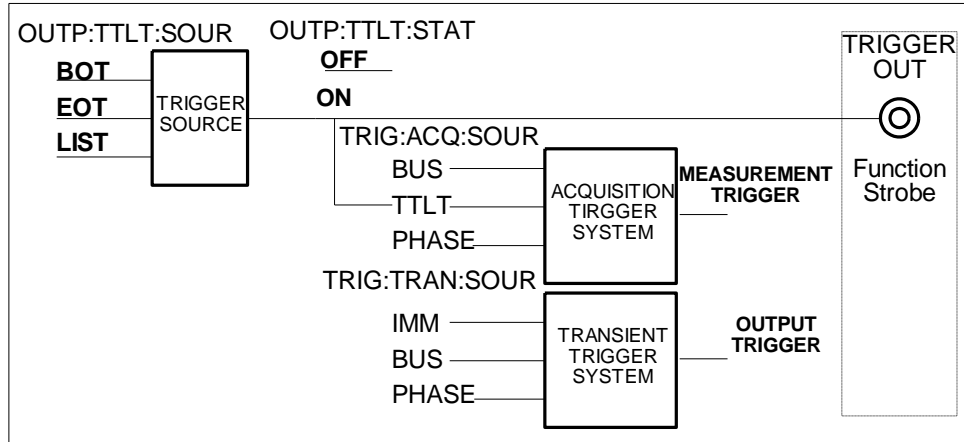 OUTP:TTLT:SOUR
OUTP:TTLT:STAT
BOT
EOT
LIST
TRIGGER
SOURCE
OFF
ON
TRIGGER
OUT
Function
Strobe
TRIG:ACQ:SOUR
BUS
TTLT
PHASE
ACQUISITION
TIRGGER
SYSTEM
MEASUREMENT
TRIGGER
TRIG:TRAN:SOUR
IMM
BUS
PHASE
TRANSIENT
TRIGGER
SYSTEM
OUTPUT
TRIGGER